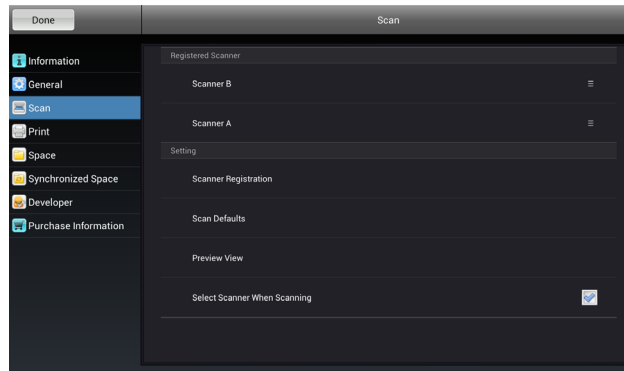 Done
Scan
Information
General
Scan
Print
Space
Synchronized Space
Developer
Purchase Information
Registered Scanner
Scanner B
Scanner A
Setting
Scanner Registration
Scan Defaults
Preview View
Select Scanner When Scanning